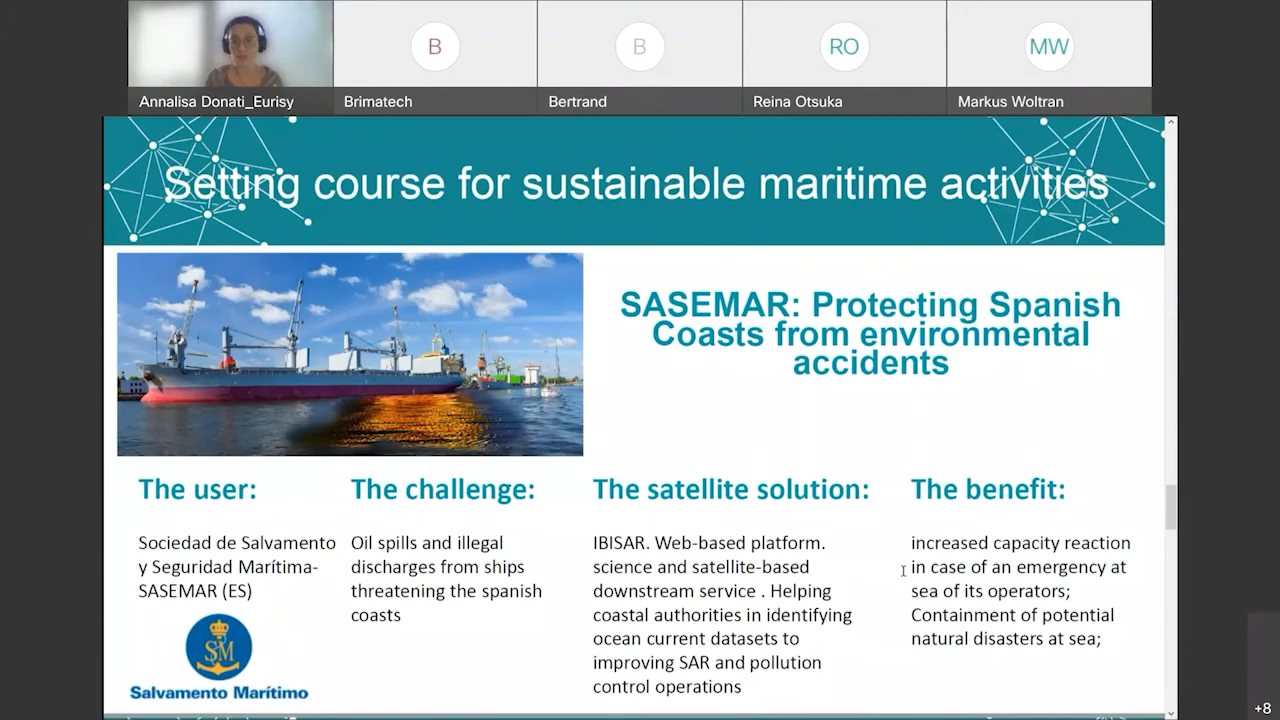 B
B
RO
MW
Annalisa Donati_Eurisy
Brimatech
Bertrand
Reina Otsuka
Markus Woltran
Setting course for sustainable maritime activities
SASEMAR: Protecting Spanish
Coasts from environmental
accidents
The user:
Sociedad de Salvamento
y Seguridad Marítima-
SASEMAR (ES)
SM
Salvamento Marítimo
The challenge:
Oil spills and illegal
discharges from ships
threatening the spanish
coasts
The satellite solution:
IBISAR. Web-based platform.
science and satellite-based
downstream service . Helping
coastal authorities in identifying
ocean current datasets to
improving SAR and pollution
control operations
The benefit:
increased capacity reaction
in case of an emergency at
sea of its operators;
Containment of potential
natural disasters at sea;
+8